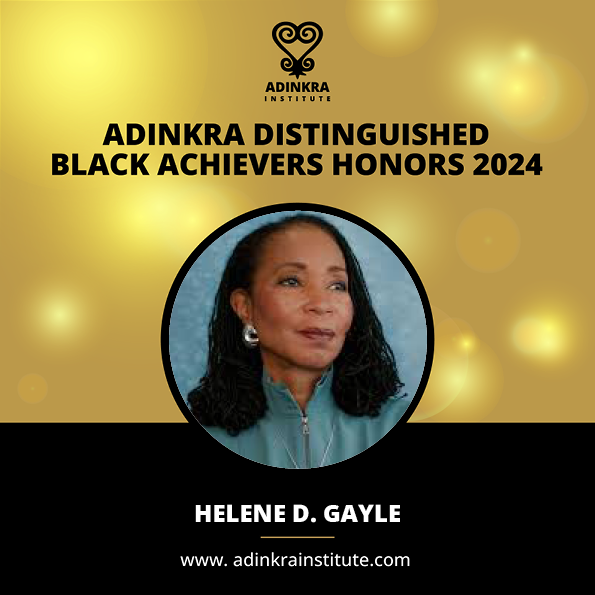 ADINKRA
INSTITUTE
ADINKRA DISTINGUISHED
BLACK ACHIEVERS HONORS 2024
HELENE D. GAYLE
www. adinkrainstitute.com